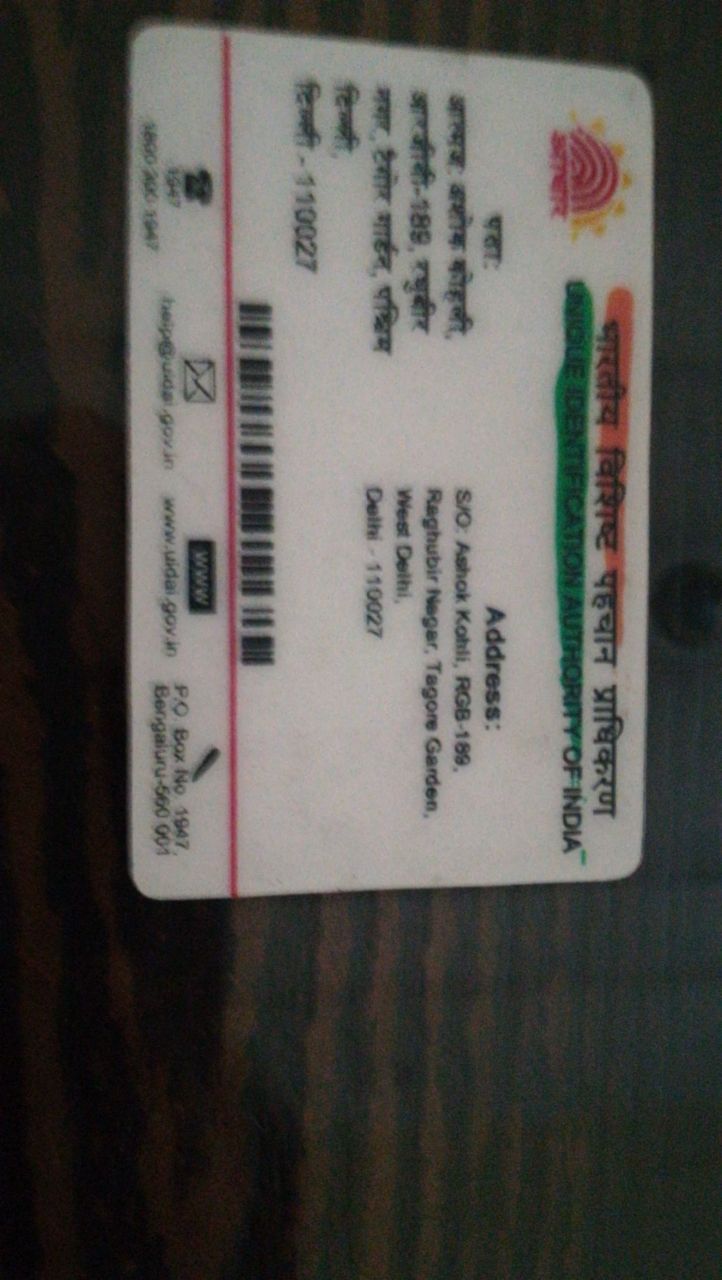 भारतीय विशिष्ट पहचान प्राधिकरण
UNIQUE IDENTIFICATION AUTHORITY OF INDIA
आधार
पता:
आत्मज: अशोक कोहली,
आरजीबी-189, रघुबीर
नगर, टैगोर गार्डन, पश्चिम
दिल्ली,
दिल्ली - 110027
Address:
S/O: Ashok Kohli, RGB-189,
Raghubir Nagar, Tagore Garden,
West Delhi,
Delhi - 110027
1947
1800 300 1947
help@uidai.gov.in
www
www.uidai.gov.in
P.O. Box No. 1947,
Bengaluru-560 001